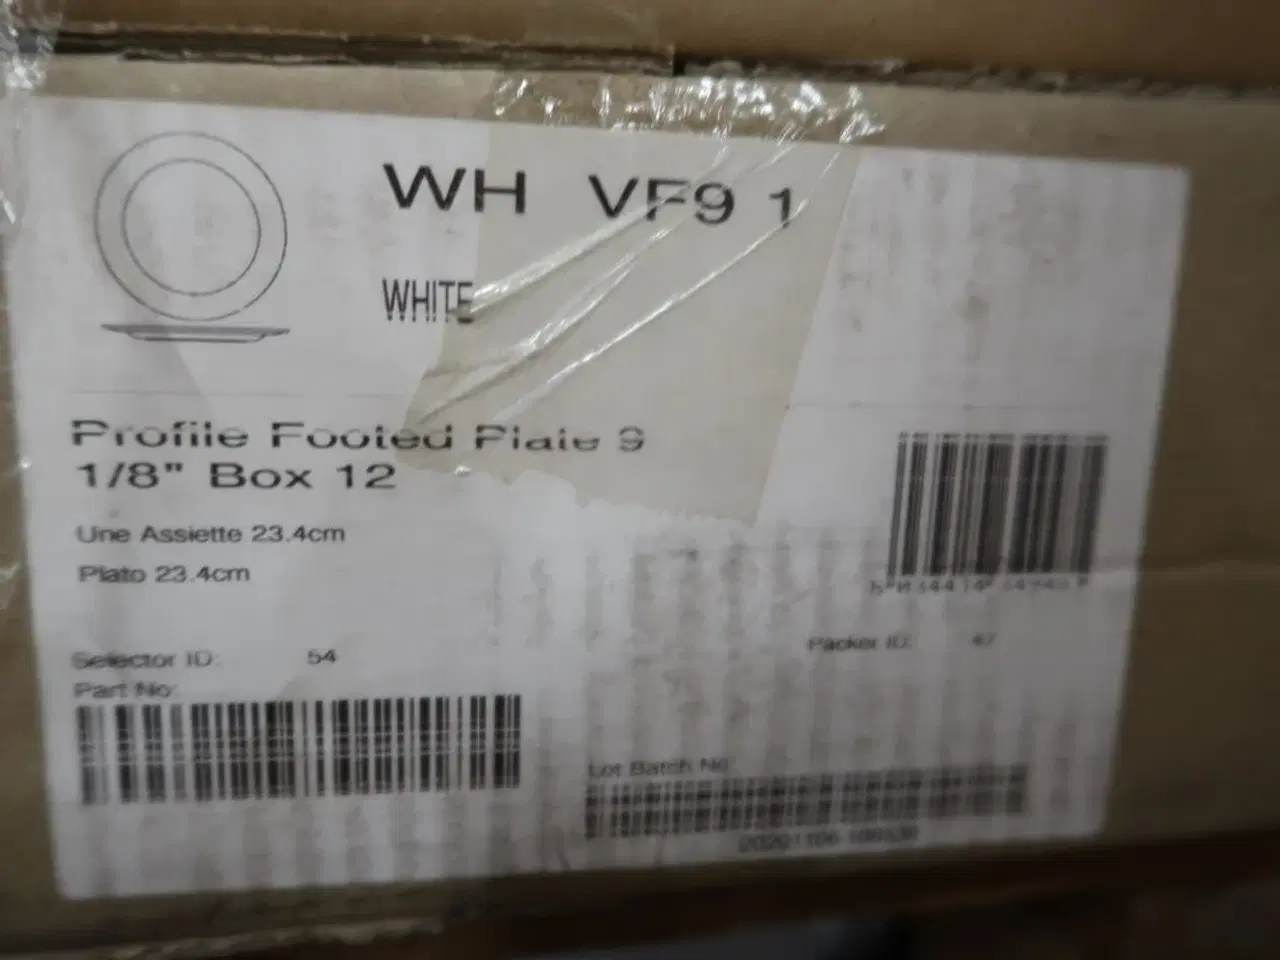 WH VF9 1
WHITE
Profile Footed Plate 9
1/8" Box 12
Une Assiette 23.4cm
Plato 23.4cm
Packer ID: 47
Selector ID: 54
Part No:
Lot Batch No